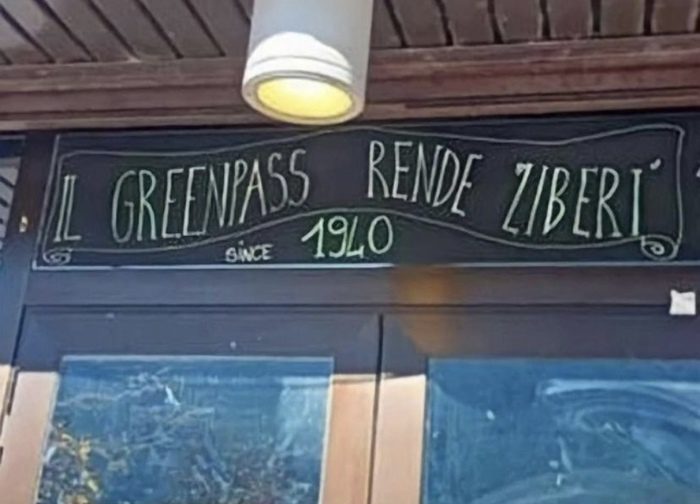 IL GREENPASS RENDE ZIBERI'
SINCE 1940